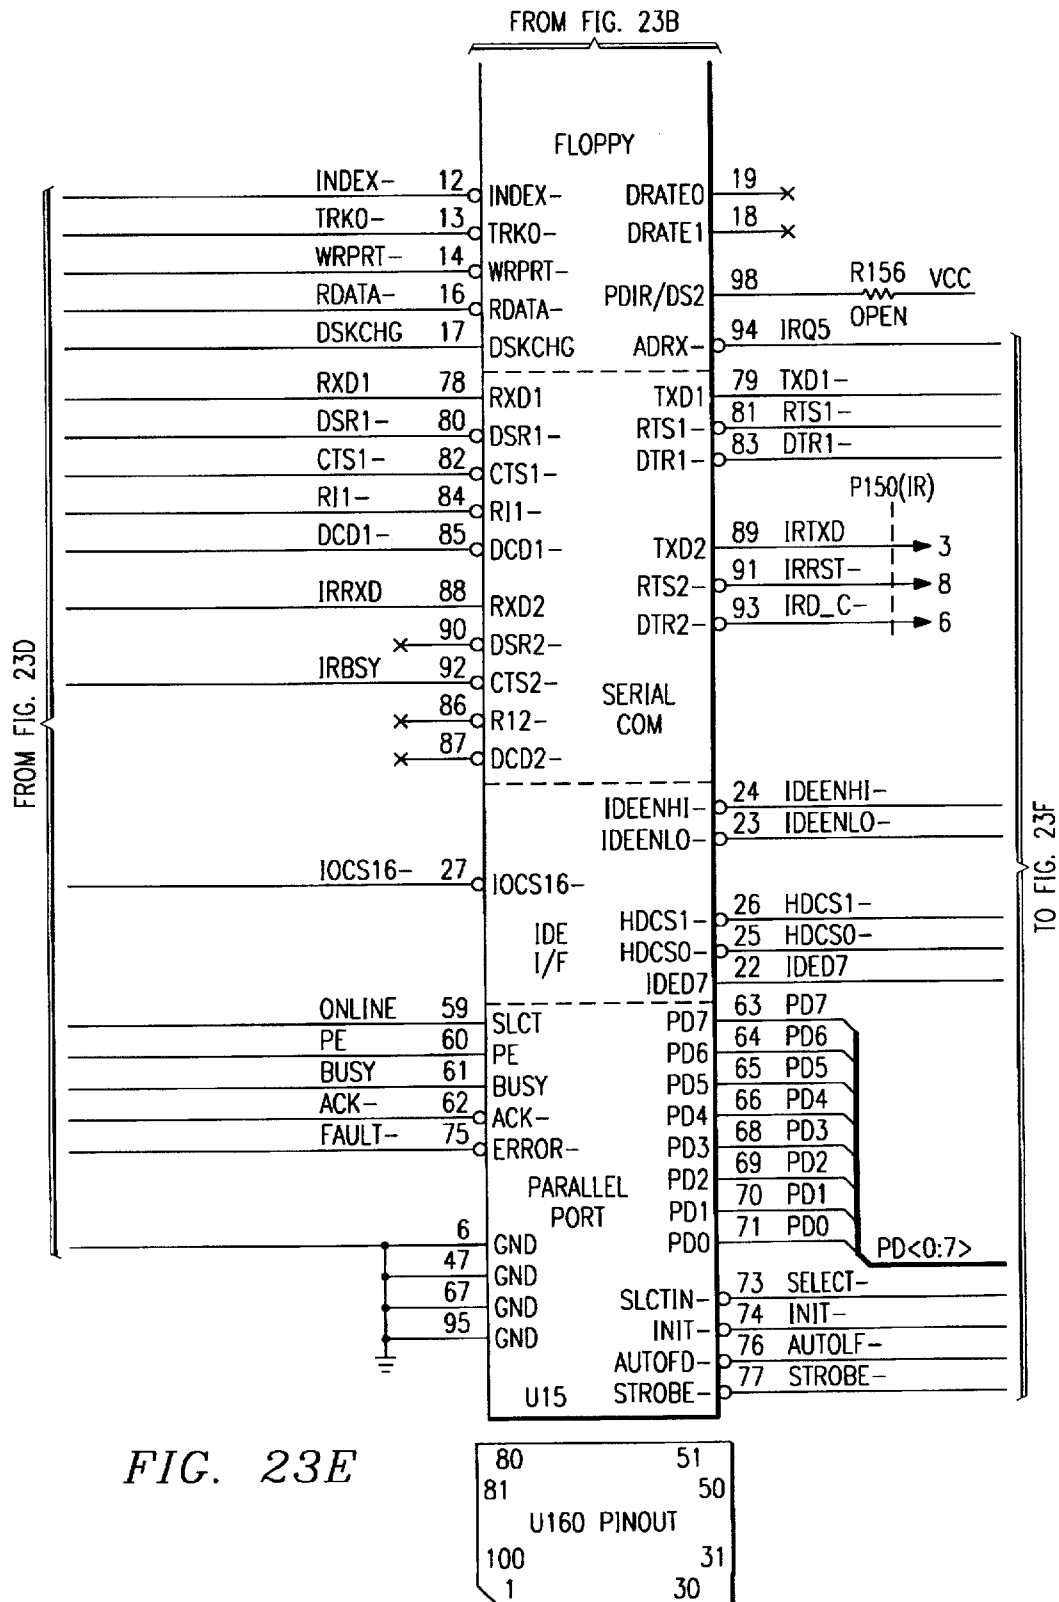 FROM FIG. 23B
FLOPPY
INDEX- 12 INDEX- DRATE0 19
TRK0- 13 TRK0- DRATE1 18
WRPRT- 14 WRPRT-
RDATA- 16 RDATA- PDIR/DS2 98 R156 VCC
OPEN
DSKCHG 17 DSKCHG ADRX- 94 IRQ5
RXD1 78 RXD1 TXD1 79 TXD1-
DSR1- 80 DSR1- RTS1- 81 RTS1-
CTS1- 82 CTS1- DTR1- 83 DTR1-
RI1- 84 RI1- P150(IR)
DCD1- 85 DCD1- TXD2 89 IRTXD 3
IRRXD 88 RXD2 RTS2- 91 IRRST- 8
90 DSR2- DTR2- 93 IRD_C- 6
IRBSY 92 CTS2-
SERIAL
COM
86 R12-
87 DCD2-
FROM FIG. 23D
IDEENHI- 24 IDEENHI-
IDEENLO- 23 IDEENLO-
IOCS16- 27 IOCS16-
IDE
I/F
HDCS1- 26 HDCS1-
HDCS0- 25 HDCS0-
IDED7 22 IDED7
TO FIG. 23F
ONLINE 59 SLCT PD7 63 PD7
PE 60 PE PD6 64 PD6
BUSY 61 BUSY PD5 65 PD5
ACK- 62 ACK- PD4 66 PD4
FAULT- 75 ERROR- PD3 68 PD3
PARALLEL
PORT
PD2 69 PD2
PD1 70 PD1
6 GND PD0 71 PD0
PD<0:7>
47 GND
67 GND SLCTIN- 73 SELECT-
95 GND INIT- 74 INIT-
AUTOFD- 76 AUTOLF-
U15 STROBE- 77 STROBE-
FIG. 23E
80 51
81 50
U160 PINOUT
100 31
1 30